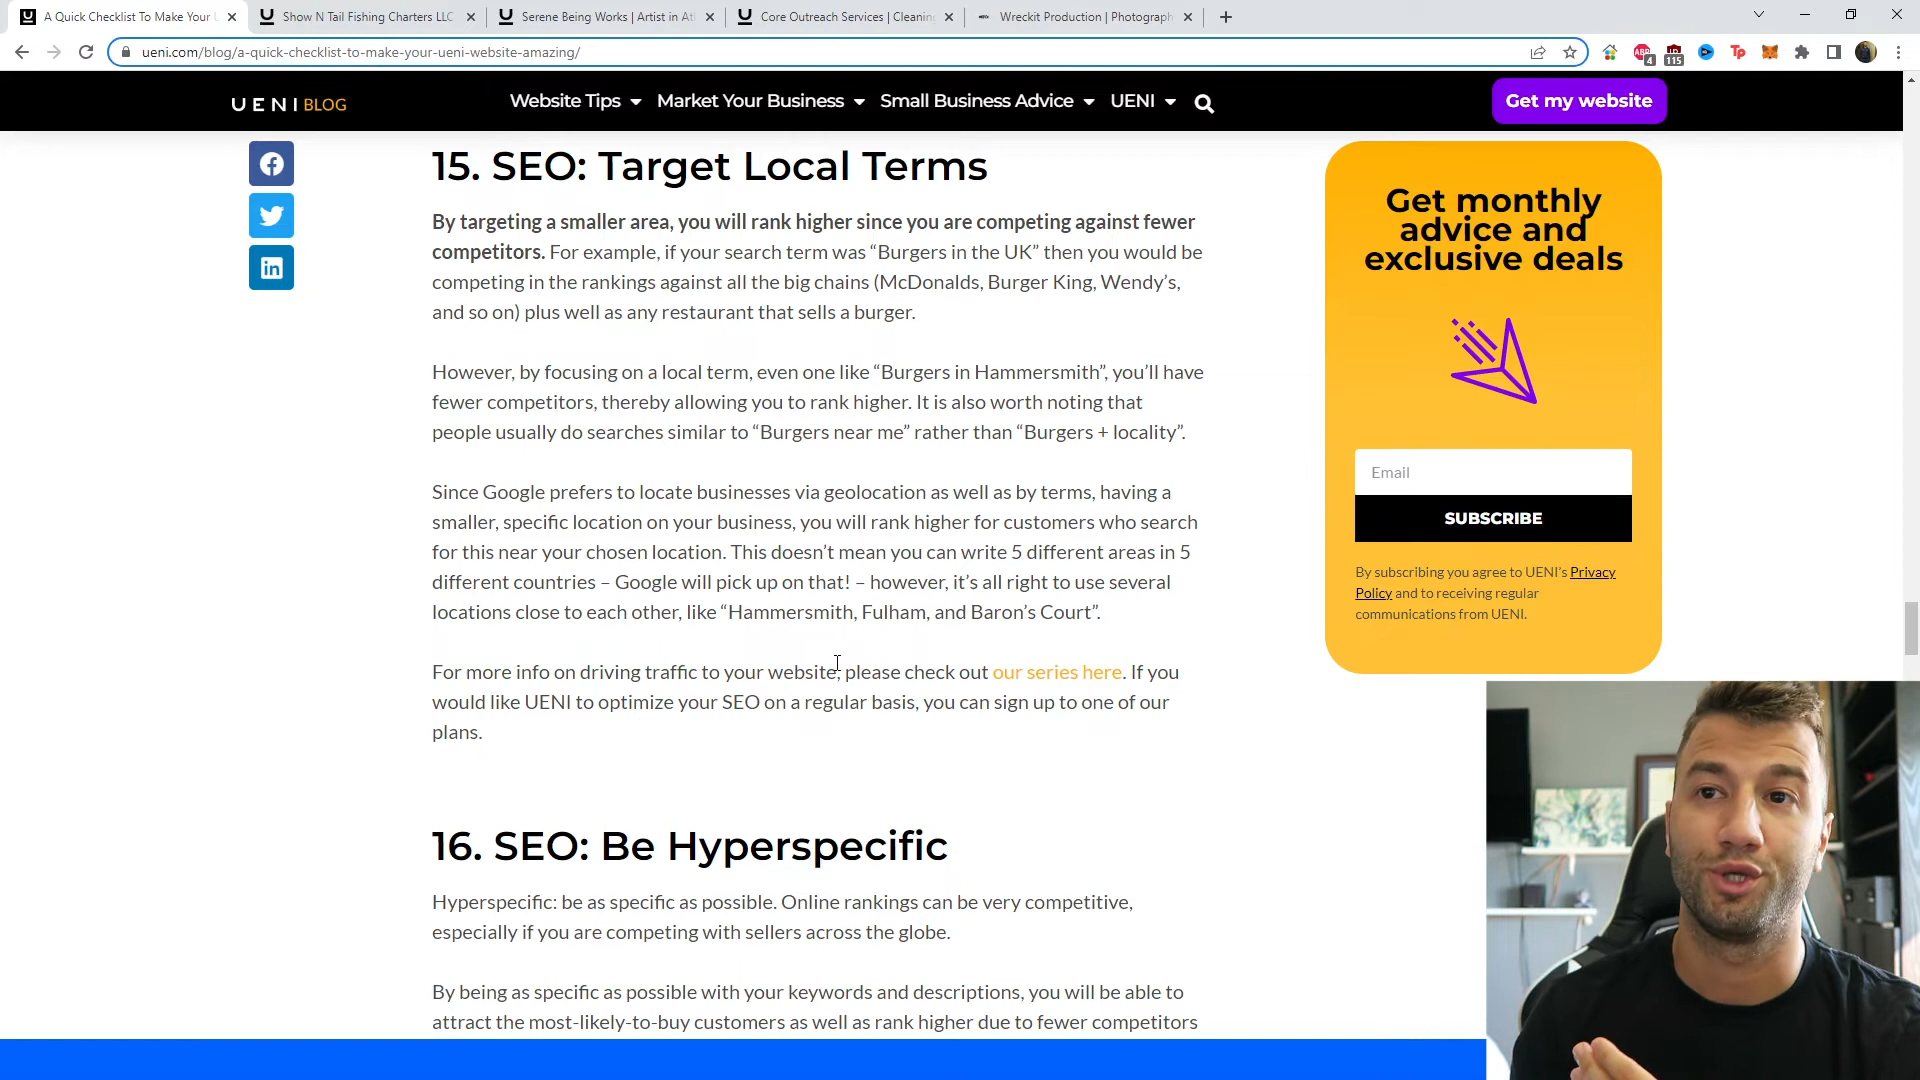 A Quick Checklist To Make Your U
Show N Tail Fishing Charters LLC
Serene Being Works | Artist in Atl
Core Outreach Services | Cleaning
Wreckit Production | Photograph
ueni.com/blog/a-quick-checklist-to-make-your-ueni-website-amazing/
4
115
Tp
UENI BLOG
Website Tips
Market Your Business
Small Business Advice
UENI
Get my website
15. SEO: Target Local Terms
By targeting a smaller area, you will rank higher since you are competing against fewer
competitors. For example, if your search term was “Burgers in the UK” then you would be
competing in the rankings against all the big chains (McDonalds, Burger King, Wendy’s,
and so on) plus well as any restaurant that sells a burger.
However, by focusing on a local term, even one like “Burgers in Hammersmith”, you’ll have
fewer competitors, thereby allowing you to rank higher. It is also worth noting that
people usually do searches similar to “Burgers near me” rather than “Burgers + locality”.
Since Google prefers to locate businesses via geolocation as well as by terms, having a
smaller, specific location on your business, you will rank higher for customers who search
for this near your chosen location. This doesn’t mean you can write 5 different areas in 5
different countries – Google will pick up on that! – however, it’s all right to use several
locations close to each other, like “Hammersmith, Fulham, and Baron’s Court”.
For more info on driving traffic to your website, please check out our series here. If you
would like UENI to optimize your SEO on a regular basis, you can sign up to one of our
plans.
16. SEO: Be Hyperspecific
Hyperspecific: be as specific as possible. Online rankings can be very competitive,
especially if you are competing with sellers across the globe.
By being as specific as possible with your keywords and descriptions, you will be able to
attract the most-likely-to-buy customers as well as rank higher due to fewer competitors
Get monthly
advice and
exclusive deals
Email
SUBSCRIBE
By subscribing you agree to UENI’s Privacy
Policy and to receiving regular
communications from UENI.